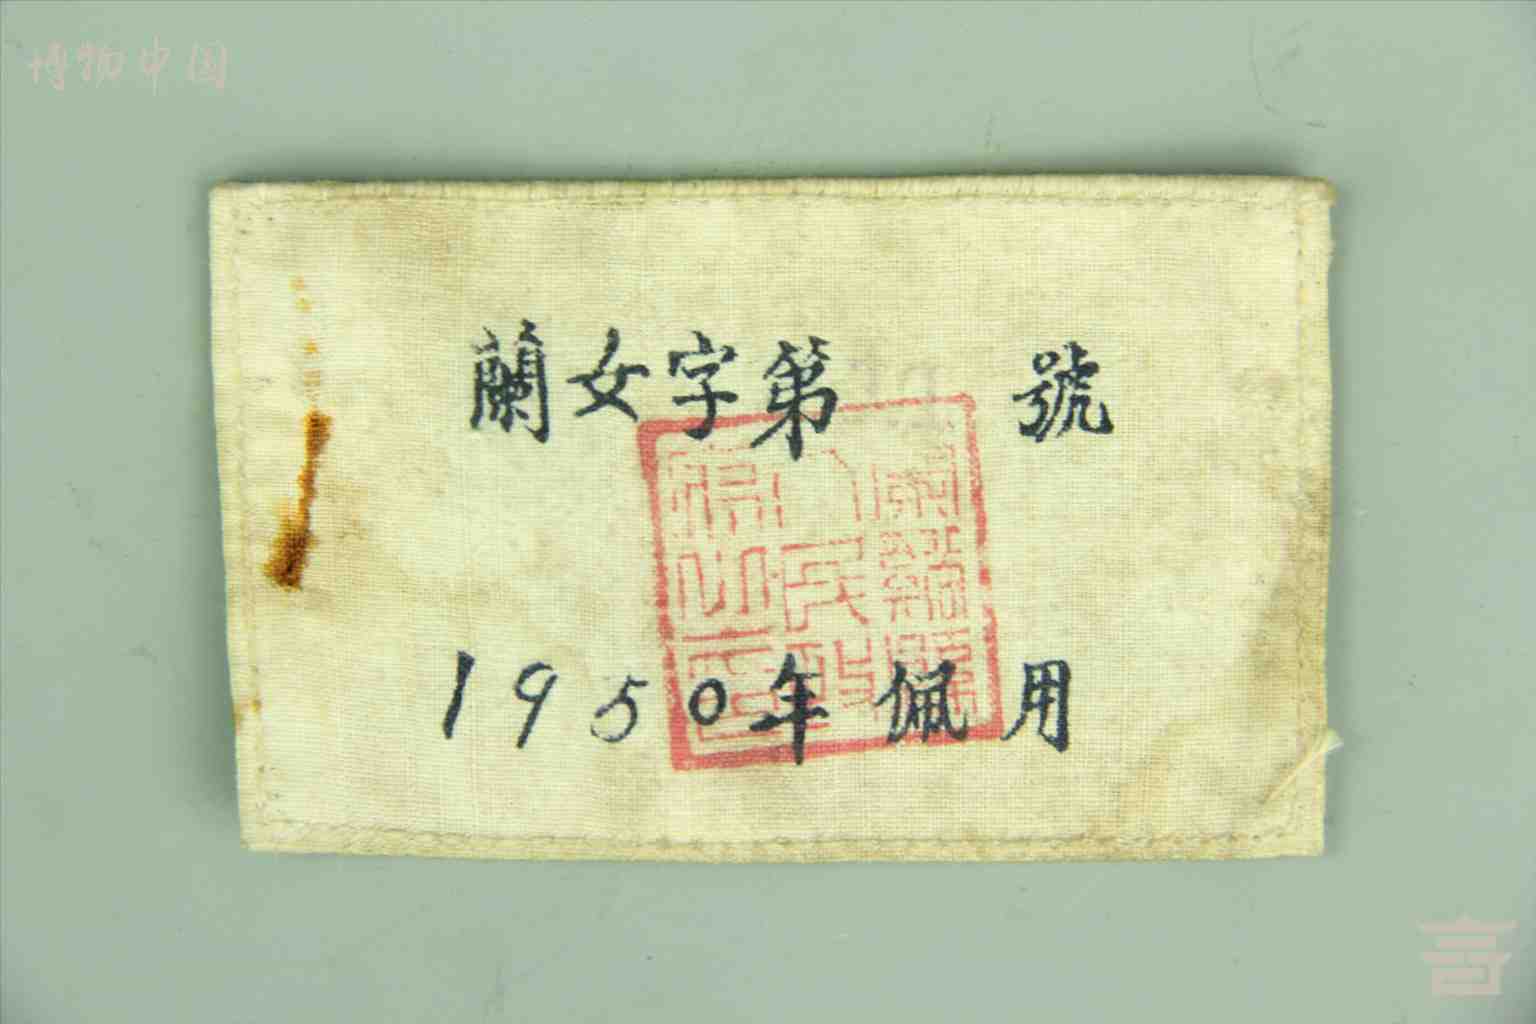 博物中国
蘭女字第 號
1950年佩用